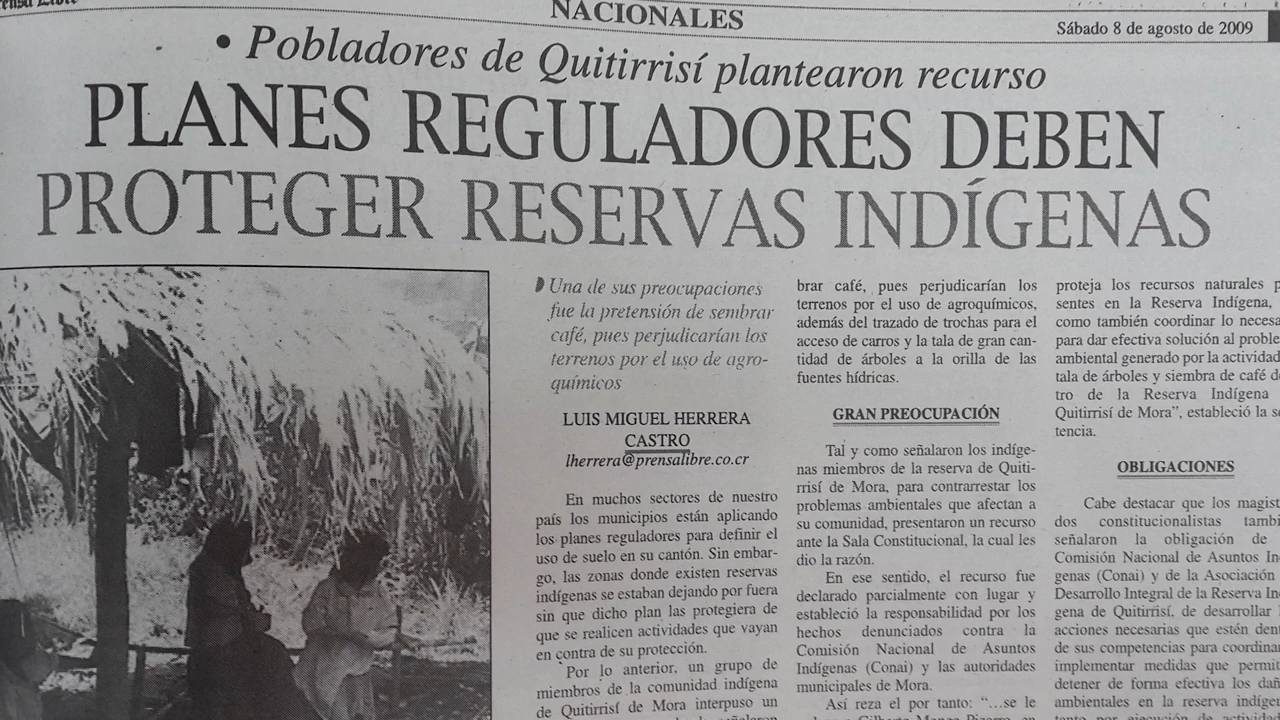 Prensa Libre
NACIONALES
Sábado 8 de agosto de 2009
• Pobladores de Quitirrisí plantearon recurso
PLANES REGULADORES DEBEN
PROTEGER RESERVAS INDÍGENAS
Una de sus preocupaciones
fue la pretensión de sembrar
café, pues perjudicarían los
terrenos por el uso de agro-
químicos
LUIS MIGUEL HERRERA
CASTRO
lherrera@prensalibre.co.cr
En muchos sectores de nuestro
país los municipios están aplicando
los planes reguladores para definir el
uso de suelo en su cantón. Sin embar-
go, las zonas donde existen reservas
indígenas se estaban dejando por fuera
sin que dicho plan las protegiera de
que se realicen actividades que vayan
en contra de su protección.
Por lo anterior, un grupo de
miembros de la comunidad indígena
de Quitirrisí de Mora interpuso un
brar café, pues perjudicarían los
terrenos por el uso de agroquímicos,
además del trazado de trochas para el
acceso de carros y la tala de gran can-
tidad de árboles a la orilla de las
fuentes hídricas.
GRAN PREOCUPACIÓN
Tal y como señalaron los indíge-
nas miembros de la reserva de Quiti-
rrisí de Mora, para contrarrestar los
problemas ambientales que afectan a
su comunidad, presentaron un recurso
ante la Sala Constitucional, la cual les
dio la razón.
En ese sentido, el recurso fue
declarado parcialmente con lugar y
estableció la responsabilidad por los
hechos denunciados contra la
Comisión Nacional de Asuntos
Indígenas (Conai) y las autoridades
municipales de Mora.
Así reza el por tanto: “…se le
proteja los recursos naturales p
sentes en la Reserva Indígena,
como también coordinar lo necesa
para dar efectiva solución al proble
ambiental generado por la actividad
tala de árboles y siembra de café d
tro de la Reserva Indígena
Quitirrisí de Mora”, estableció la s
tencia.
OBLIGACIONES
Cabe destacar que los magist
dos constitucionalistas tambi
señalaron la obligación de
Comisión Nacional de Asuntos In
genas (Conai) y de la Asociación
Desarrollo Integral de la Reserva In
gena de Quitirrisí, de desarrollar
acciones necesarias que estén dent
de sus competencias para coordina
implementar medidas que permit
detener de forma efectiva los dañ
ambientales en la reserva indíge